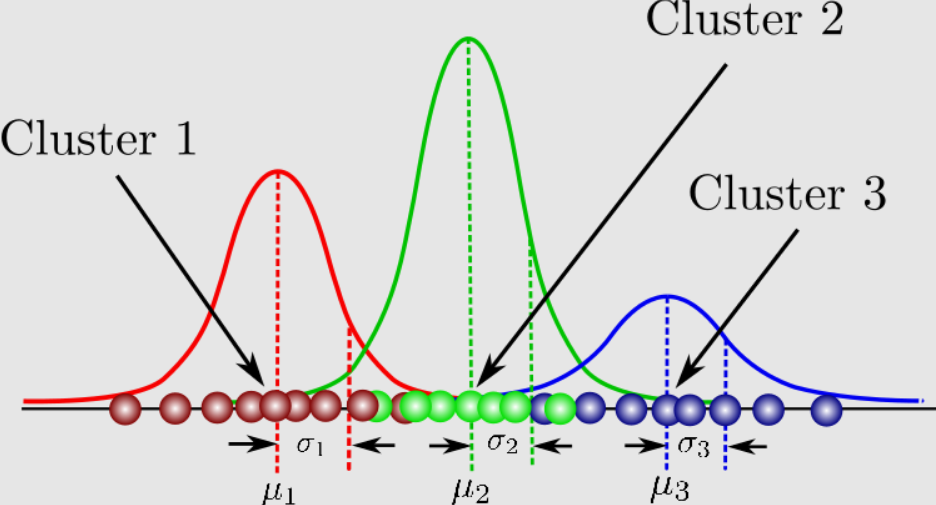 Cluster 2
Cluster 1
Cluster 3
σ₁
σ₂
σ₃
μ₁
μ₂
μ₃